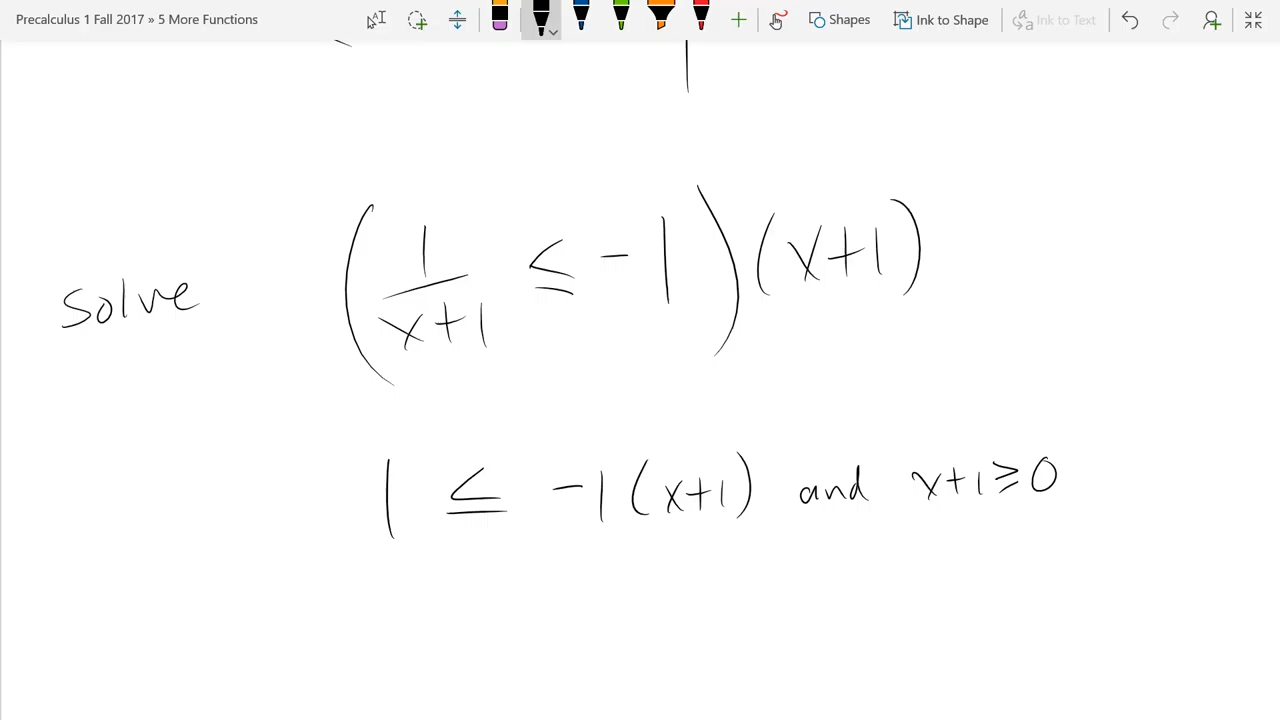 Precalculus 1 Fall 2017 » 5 More Functions
Shapes
Ink to Shape
Ink to Text
solve (1/(x+1) ≤ -1)(x+1)
1 ≤ -1(x+1) and x+1≥0